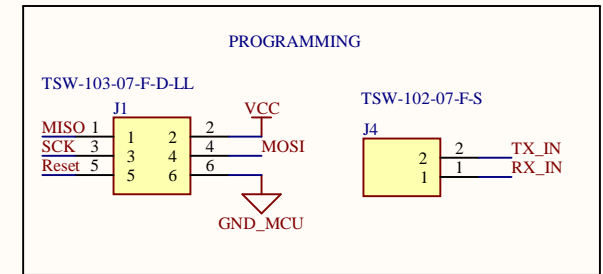 PROGRAMMING
TSW-103-07-F-D-LL
J1
VCC
MISO 1 1 2 2
SCK 3 3 4 4 MOSI
Reset 5 5 6 6
GND_MCU
TSW-102-07-F-S
J4
2 2 TX_IN
1 1 RX_IN